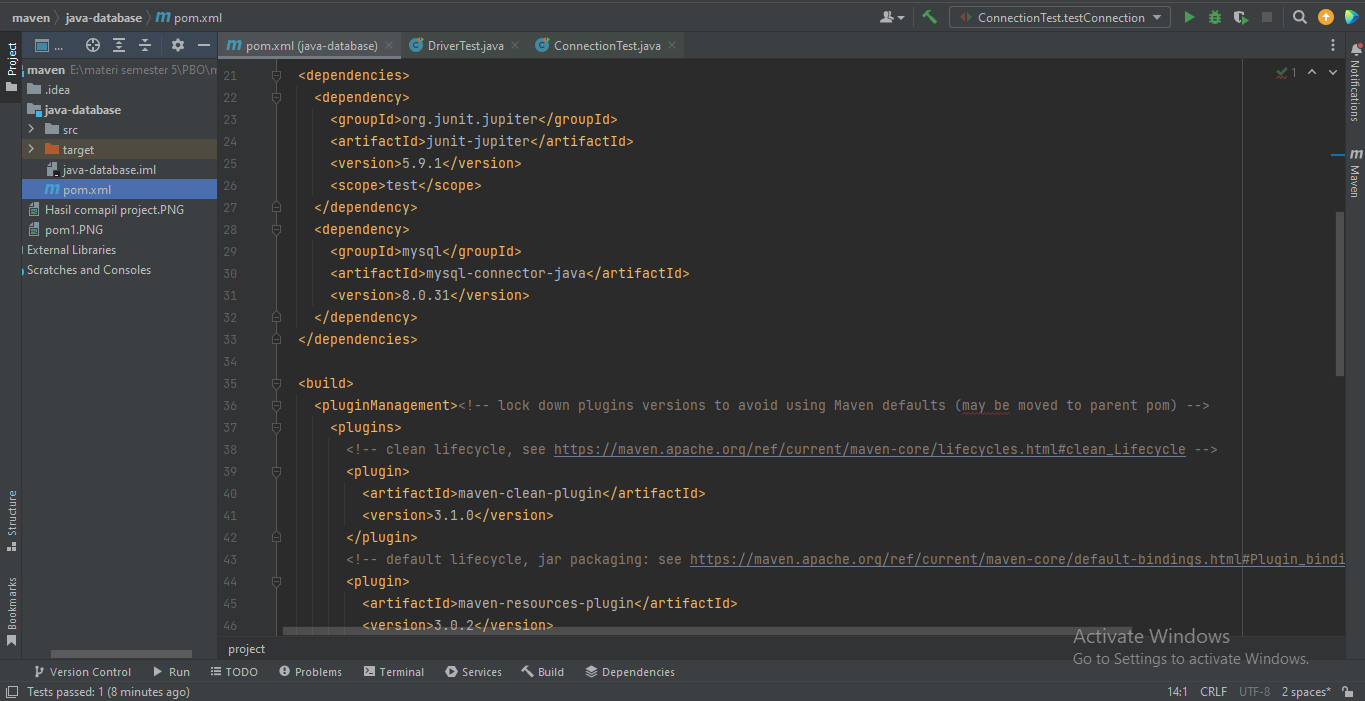 maven java-database pom.xml
ConnectionTest.testConnection
Project
...
pom.xml (java-database) DriverTest.java ConnectionTest.java
maven E:\materi semester 5\PBO\m
.idea
java-database
src
target
java-database.iml
pom.xml
Hasil comapil project.PNG
pom1.PNG
External Libraries
Scratches and Consoles
Structure
Bookmarks
21 <dependencies>
22 <dependency>
23 <groupId>org.junit.jupiter</groupId>
24 <artifactId>junit-jupiter</artifactId>
25 <version>5.9.1</version>
26 <scope>test</scope>
27 </dependency>
28 <dependency>
29 <groupId>mysql</groupId>
30 <artifactId>mysql-connector-java</artifactId>
31 <version>8.0.31</version>
32 </dependency>
33 </dependencies>
34
35 <build>
36 <pluginManagement><!-- lock down plugins versions to avoid using Maven defaults (may be moved to parent pom) -->
37 <plugins>
38 <!-- clean lifecycle, see https://maven.apache.org/ref/current/maven-core/lifecycles.html#clean_Lifecycle -->
39 <plugin>
40 <artifactId>maven-clean-plugin</artifactId>
41 <version>3.1.0</version>
42 </plugin>
43 <!-- default lifecycle, jar packaging: see https://maven.apache.org/ref/current/maven-core/default-bindings.html#Plugin_bindi
44 <plugin>
45 <artifactId>maven-resources-plugin</artifactId>
46 <version>3.0.2</version>
1
Notifications
Maven
project
Activate Windows
Go to Settings to activate Windows.
Version Control Run TODO Problems Terminal Services Build Dependencies
Tests passed: 1 (8 minutes ago) 14:1 CRLF UTF-8 2 spaces*